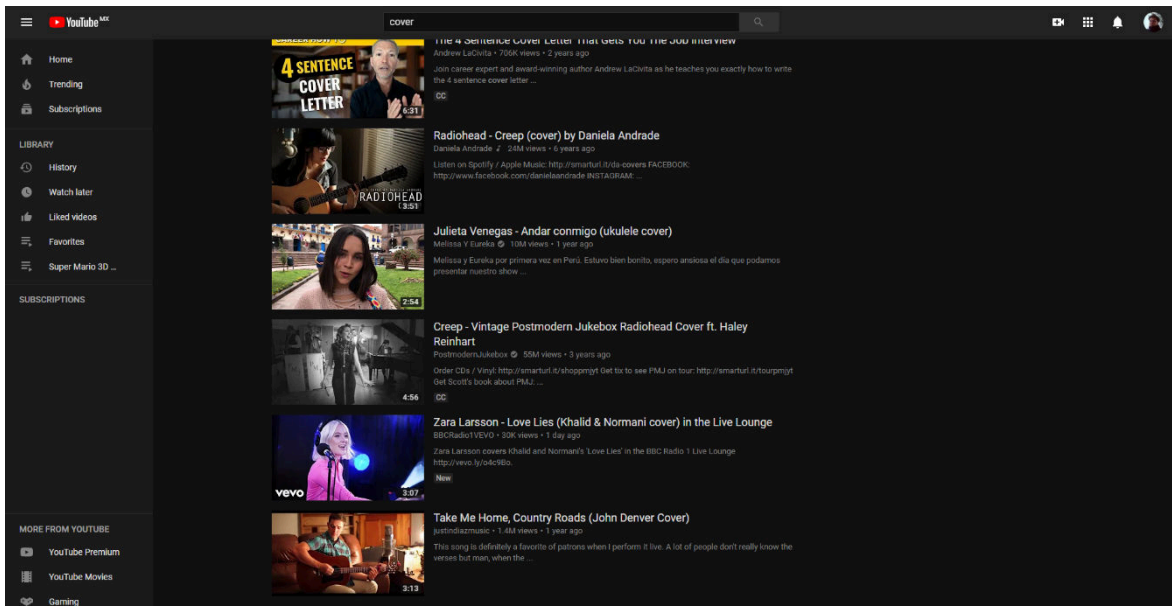 YouTube MX
cover
Home
Trending
Subscriptions
LIBRARY
History
Watch later
Liked videos
Favorites
Super Mario 3D ...
SUBSCRIPTIONS
MORE FROM YOUTUBE
YouTube Premium
YouTube Movies
Gaming
4 SENTENCE
COVER
LETTER
6:31
The 4 Sentence Cover Letter That Gets You The Job Interview
Andrew LaCivita • 706K views • 2 years ago
Join career expert and award-winning author Andrew LaCivita as he teaches you exactly how to write
the 4 sentence cover letter ...
CC
RADIOHEAD
3:51
Radiohead - Creep (cover) by Daniela Andrade
Daniela Andrade ♪ 24M views • 6 years ago
Listen on Spotify / Apple Music: http://smarturl.it/da-covers FACEBOOK:
http://www.facebook.com/danielaandrade INSTAGRAM: ...
2:54
Julieta Venegas - Andar conmigo (ukulele cover)
Melissa Y Eureka 10M views • 1 year ago
Melissa y Eureka por primera vez en Perú. Estuvo bien bonito, espero ansiosa el día que podamos
presentar nuestro show ...
4:56
Creep - Vintage Postmodern Jukebox Radiohead Cover ft. Haley
Reinhart
PostmodernJukebox 55M views • 3 years ago
Order CDs / Vinyl: http://smarturl.it/shoppmjyt Get tix to see PMJ on tour: http://smarturl.it/tourpmjyt
Get Scott's book about PMJ: ...
CC
vevo
3:07
Zara Larsson - Love Lies (Khalid & Normani cover) in the Live Lounge
BBCRadio1VEVO • 30K views • 1 day ago
Zara Larsson covers Khalid and Normani's 'Love Lies' in the BBC Radio 1 Live Lounge
http://vevo.ly/o4c9Bo.
New
3:13
Take Me Home, Country Roads (John Denver Cover)
justindiazmusic • 1.4M views • 1 year ago
This song is definitely a favorite of patrons when I perform it live. A lot of people don't really know the
verses but man, when the ...